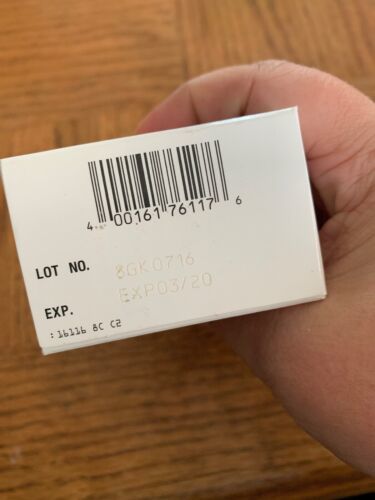 4 00161 76117 6
LOT NO. 8GK0716
EXP. EXP03/20
:16116 8C C2